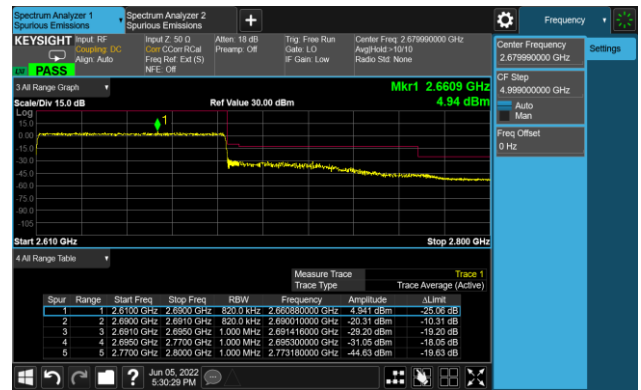 Spectrum Analyzer 1
Spurious Emissions
Spectrum Analyzer 2
Spurious Emissions
Frequency
KEYSIGHT
Input: RF
Coupling: DC
Align: Auto
Input Z: 50 Ω
Corr CCorr RCal
Freq Ref: Ext (S)
NFE: Off
Atten: 18 dB
Preamp: Off
Trig: Free Run
Gate: LO
IF Gain: Low
Center Freq: 2.679990000 GHz
Avg|Hold:>10/10
Radio Std: None
PASS
Center Frequency
2.679990000 GHz
Settings
CF Step
4.999000000 GHz
Auto
Man
Freq Offset
0 Hz
3 All Range Graph
Scale/Div 15.0 dB
Ref Value 30.00 dBm
Mkr1 2.6609 GHz
4.94 dBm
Log
15.0
0.00
-15.0
-30.0
-45.0
-60.0
-75.0
-90.0
-105
1
Start 2.610 GHz
Stop 2.800 GHz
4 All Range Table
Measure Trace Trace 1
Trace Type Trace Average (Active)
Spur Range Start Freq Stop Freq RBW Frequency Amplitude ΔLimit
1 1 2.6100 GHz 2.6900 GHz 820.0 kHz 2.660880000 GHz 4.941 dBm -25.06 dB
2 2 2.6900 GHz 2.6910 GHz 820.0 kHz 2.690010000 GHz -20.31 dBm -10.31 dB
3 3 2.6910 GHz 2.6950 GHz 1.000 MHz 2.691416000 GHz -29.20 dBm -19.20 dB
4 4 2.6950 GHz 2.7700 GHz 1.000 MHz 2.695300000 GHz -31.05 dBm -18.05 dB
5 5 2.7700 GHz 2.8000 GHz 1.000 MHz 2.773180000 GHz -44.63 dBm -19.63 dB
Jun 05, 2022
5:30:29 PM